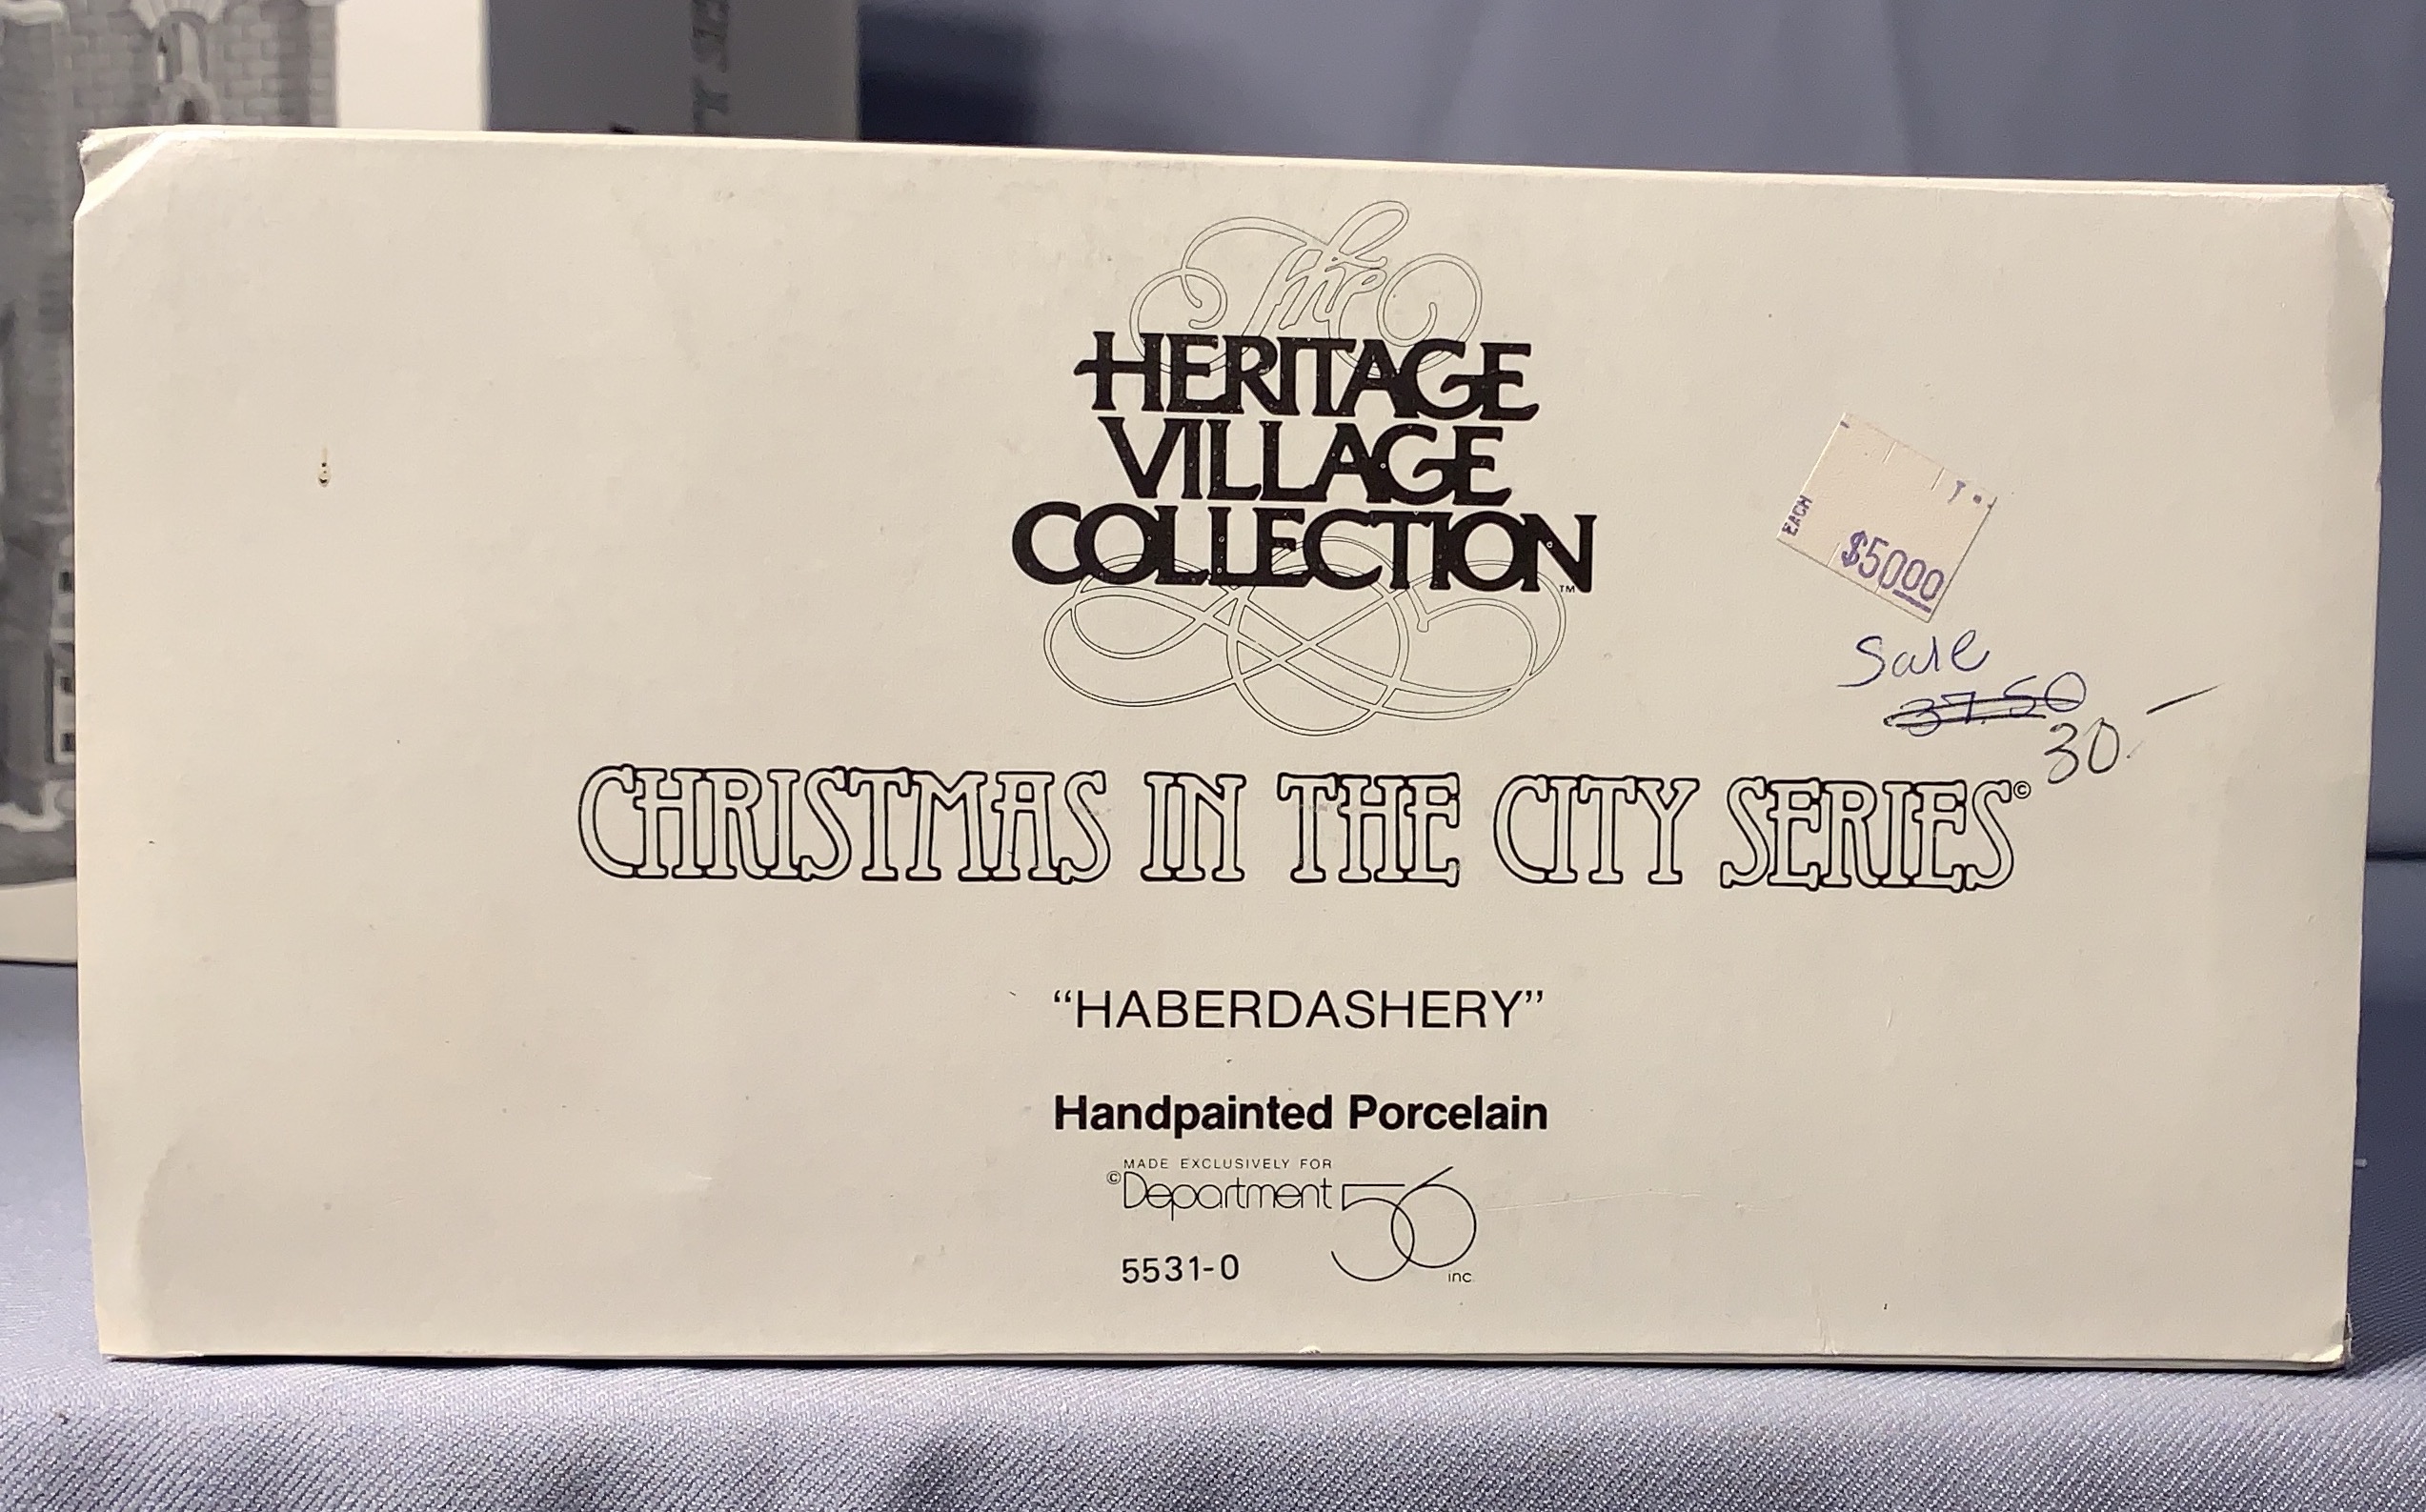 The
HERITAGE
VILLAGE
COLLECTION™
EACH
$50.00
Sale
37.50
30.-
CHRISTMAS IN THE CITY SERIES©
“HABERDASHERY”
Handpainted Porcelain
MADE EXCLUSIVELY FOR
©Department 56
inc.
5531-0